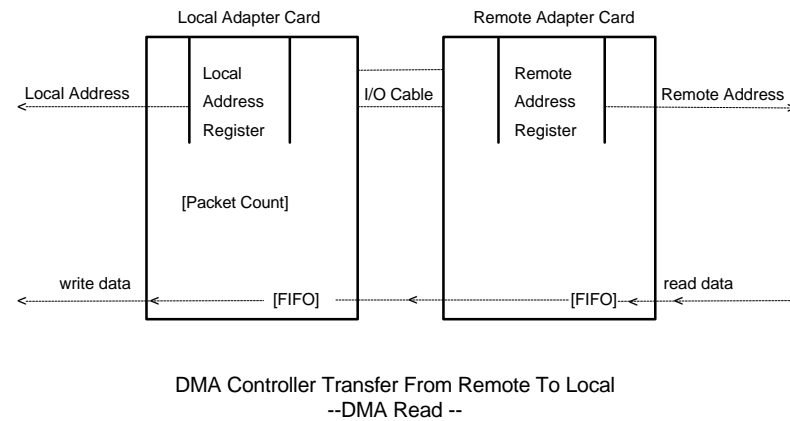 Local Adapter Card
Remote Adapter Card
Local
Address
Register
Remote
Address
Register
Local Address
I/O Cable
Remote Address
[Packet Count]
write data
[FIFO]
[FIFO]
read data
DMA Controller Transfer From Remote To Local
--DMA Read --